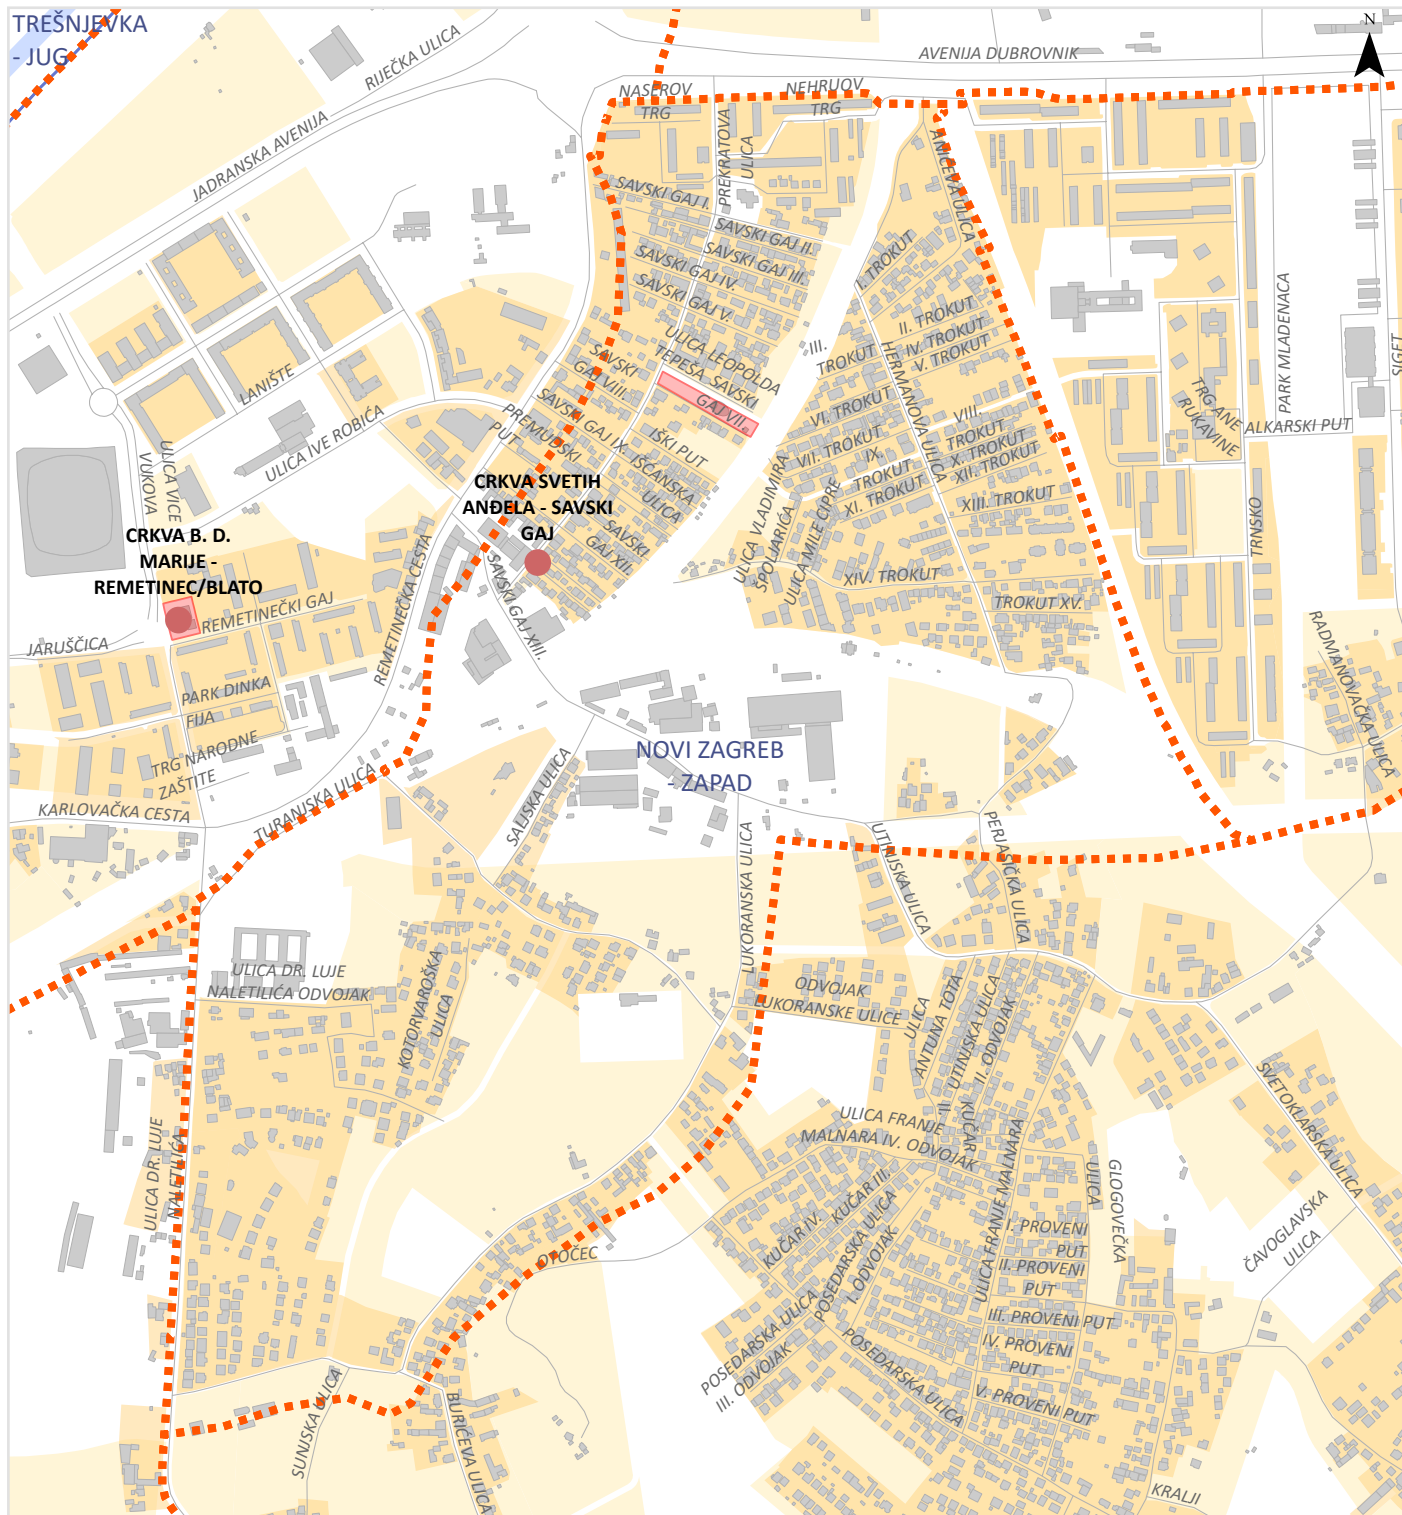 TREŠNJEVKA
- JUG
RIJEČKA ULICA
AVENIJA DUBROVNIK
N
JADRANSKA AVENIJA
NASEROV
TRG
NEHRUOV
TRG
PREKRATOVA
ULICA
ANIĆEVA ULICA
SAVSKI GAJ I.
SAVSKI GAJ II.
SAVSKI GAJ III.
SAVSKI GAJ IV.
SAVSKI GAJ V.
I. TROKUT
II. TROKUT
IV. TROKUT
V. TROKUT
III.
TROKUT
HERMANOVA ULICA
PARK MLADENACA
SIGET
ULICA LEOPOLDA
TEPEŠA
SAVSKI
GAJ VII.
SAVSKI
GAJ VIII.
SAVSKI GAJ IX.
LANIŠTE
ULICA IVE ROBIĆA
PREMUDSKI
PUT
IŠKI PUT
IŠĆANSKA
ULICA
VI. TROKUT
VII. TROKUT
VIII.
TROKUT
IX.
TROKUT
X. TROKUT
XI. TROKUT
XII. TROKUT
XIII. TROKUT
TRG ANE
RUKAVINE
ALKARSKI PUT
TRNSKO
VUKOVA
ULICA VICE
CRKVA SVETIH
ANĐELA - SAVSKI
GAJ
CRKVA B. D.
MARIJE -
REMETINEC/BLATO
SAVSKI
GAJ XII.
ULICA VLADIMIRA
ŠPOLJARIĆA
ULICA MILE CIPRE
XIV. TROKUT
TROKUT XV.
REMETINEČKA CESTA
SAVSKI GAJ XIII.
REMETINEČKI GAJ
JARUŠČICA
PARK DINKA
FIJA
TRG NARODNE
ZAŠTITE
KARLOVAČKA CESTA
TURANJSKA ULICA
SALJSKA ULICA
NOVI ZAGREB
- ZAPAD
RADMANOVAČKA ULICA
LUKORANSKA ULICA
UTINJSKA ULICA
PERJASIČKA ULICA
ULICA DR. LUJE
NALETILIĆA ODVOJAK
KOTORVAROŠKA
ULICA
ODVOJAK
LUKORANSKE ULICE
ULICA
ANTUNA TOTA
UTINJSKA ULICA
II. ODVOJAK
II.
KUČAR
ULICA FRANJE
MALNARA IV. ODVOJAK
ULICA FRANJE MALNARA
ULICA
GLOGOVEČKA
SVETOKLARSKA ULICA
ČAVOGLAVSKA
ULICA
ULICA DR. LUJE
NALETILIĆA
KUČAR III.
KUČAR IV.
POSEDARSKA ULICA
I. ODVOJAK
POSEDARSKA ULICA
III. ODVOJAK
POSEDARSKA ULICA
I. PROVENI
PUT
II. PROVENI
PUT
III. PROVENI PUT
IV. PROVENI
PUT
V. PROVENI PUT
OTOČEC
SUNJSKA ULICA
BURIĆEVA ULICA
KRALJI